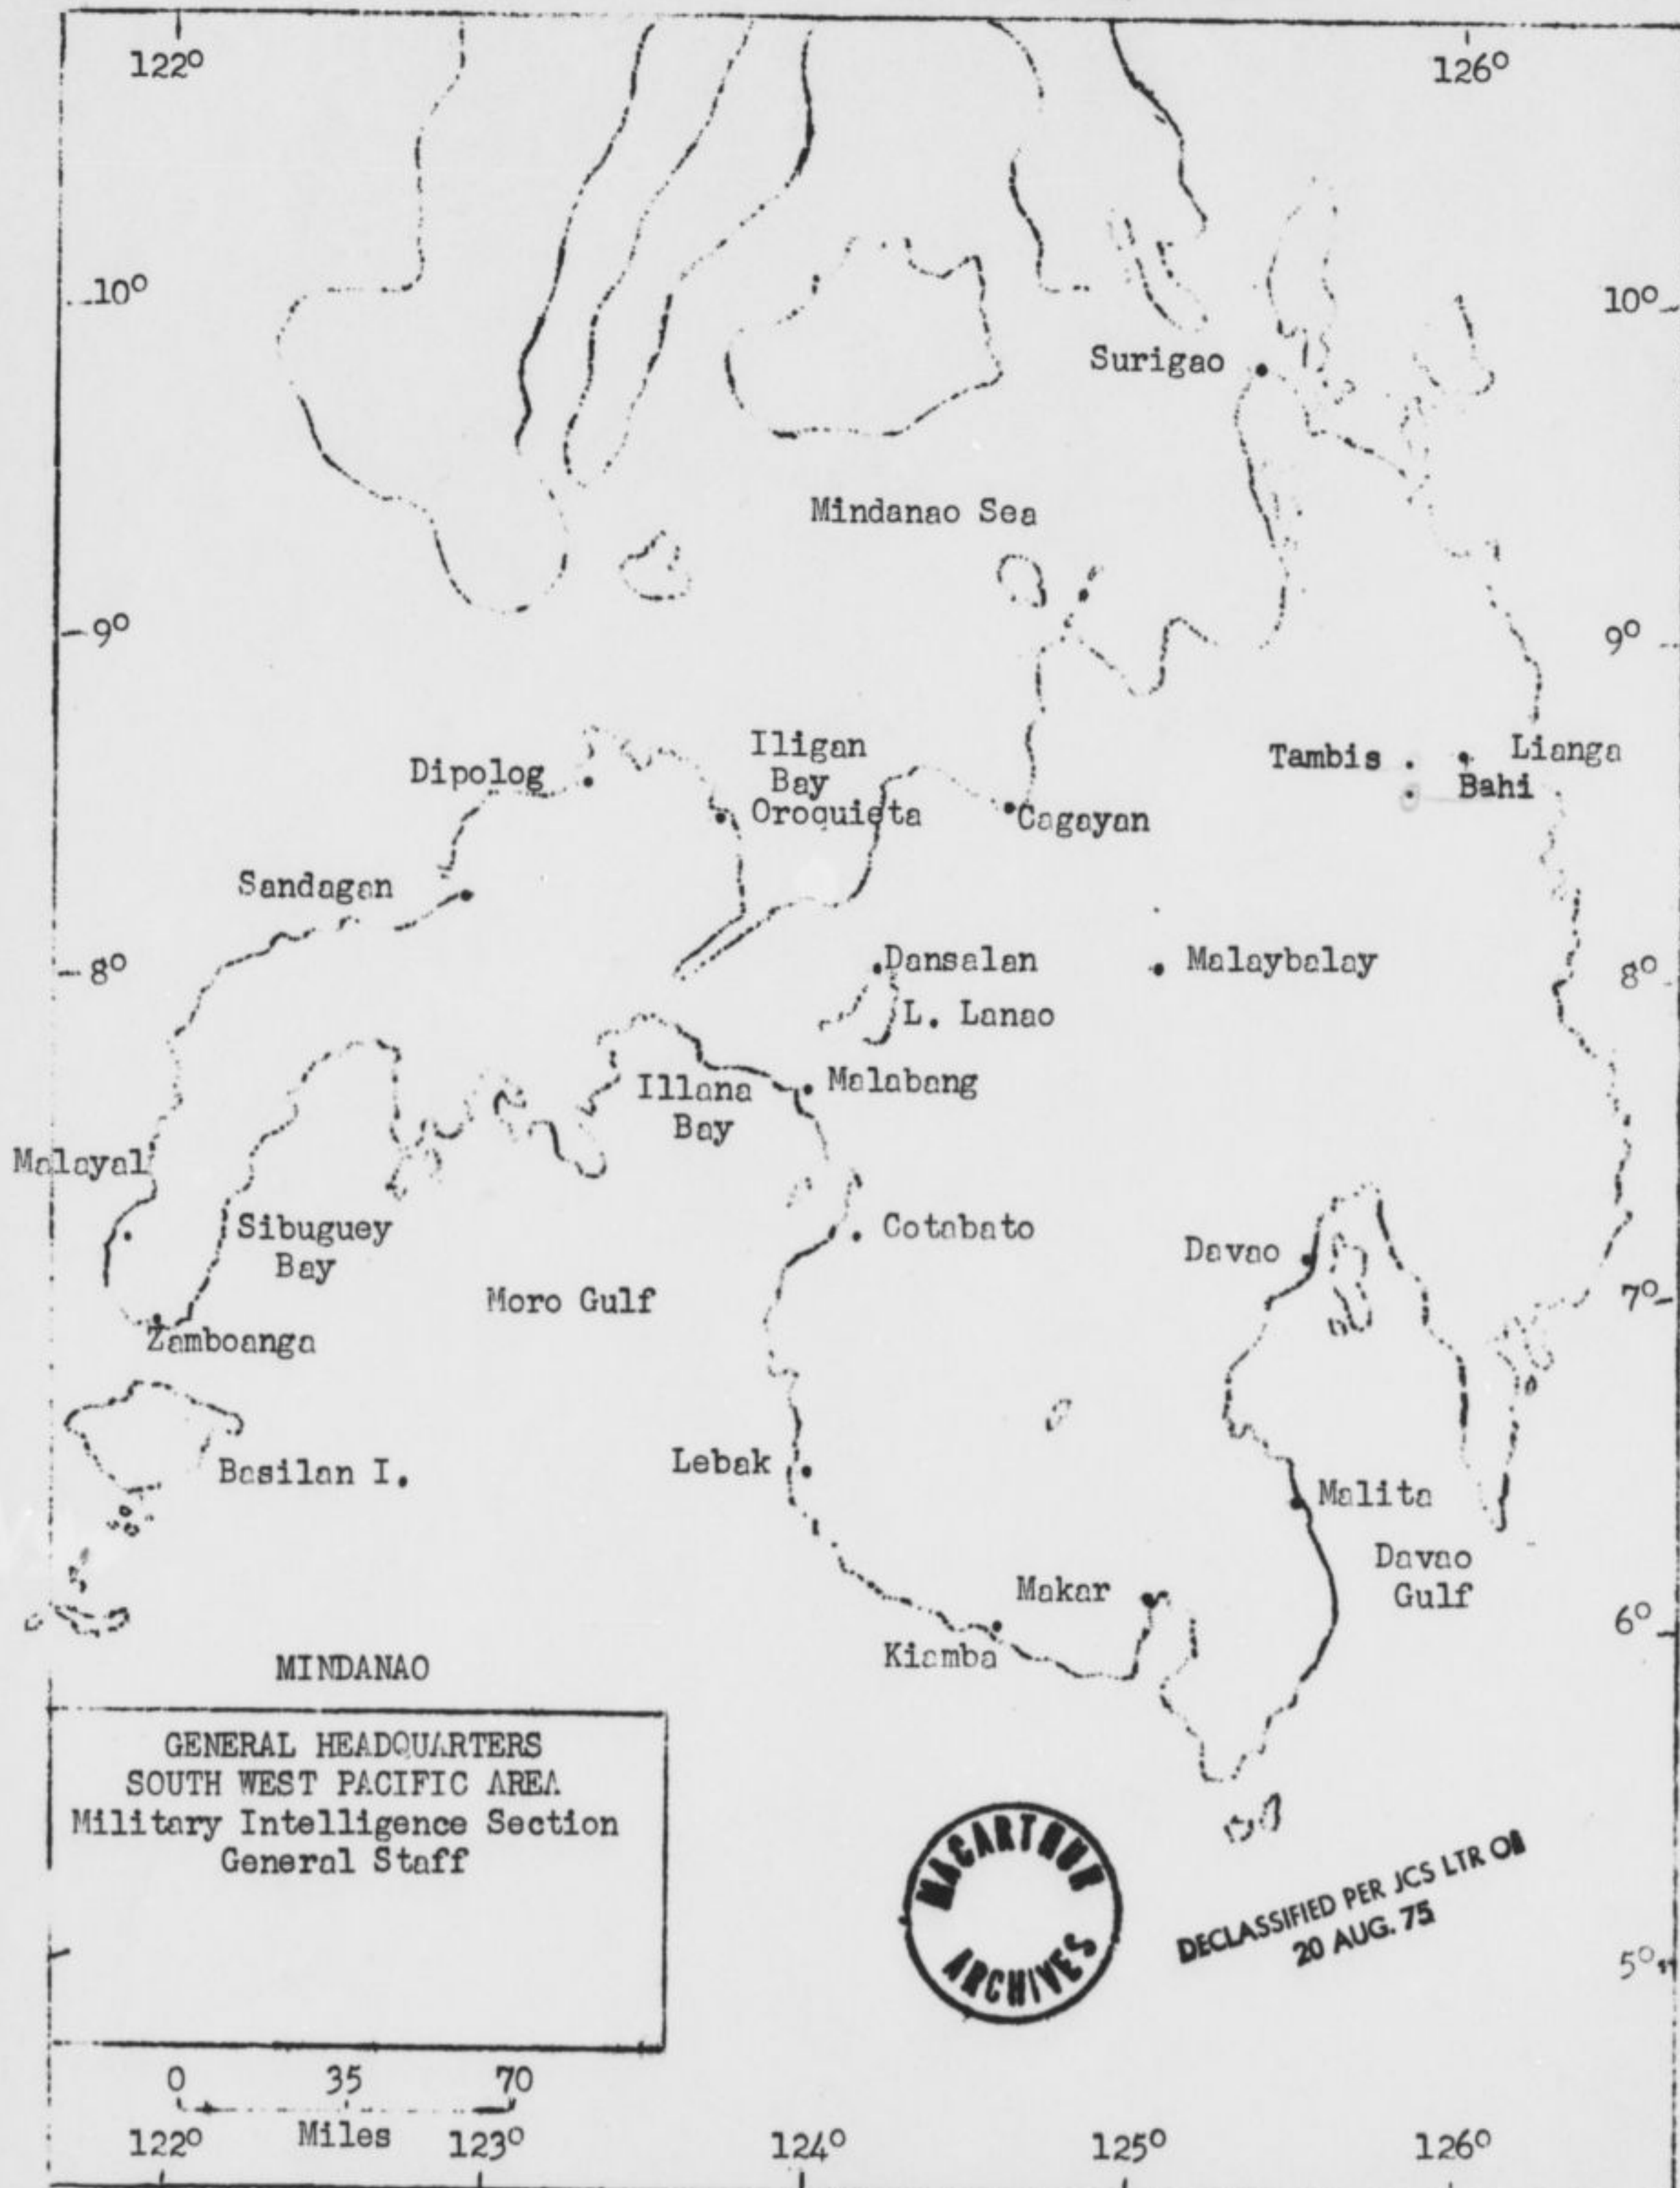 122° 126°
10° 10°
Surigao
Mindanao Sea
9° 9°
Iligan
Bay
Dipolog
Oroquieta
Cagayan
Tambis
Lianga
Bahi
Sandagan
8° 8°
Dansalan
Malaybalay
L. Lanao
Illana
Bay
Malabang
Malayal
Sibuguey
Bay
Cotabato
Davao
Moro Gulf
7°
Zamboanga
Basilan I.
Lebak
Malita
Davao
Gulf
Makar
6°
Kiamba
MINDANAO
GENERAL HEADQUARTERS
SOUTH WEST PACIFIC AREA
Military Intelligence Section
General Staff
MACARTHUR
ARCHIVES
DECLASSIFIED PER JCS LTR OF
20 AUG. 75
5°
0 35 70
Miles
122° 123° 124° 125° 126°